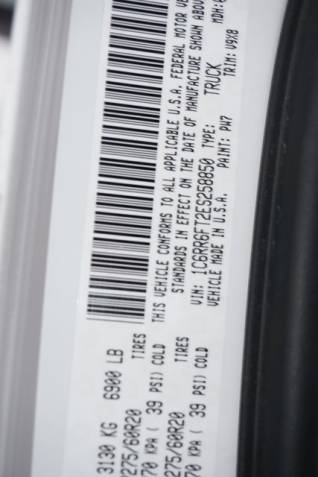 3130 KG 6900 LB
275/60R20 TIRES
70 KPA ( 39 PSI) COLD
275/60R20 TIRES
70 KPA ( 39 PSI) COLD
THIS VEHICLE CONFORMS TO ALL APPLICABLE U.S.A. FEDERAL MOTOR
STANDARDS IN EFFECT ON THE DATE OF MANUFACTURE SHOWN ABOV
VIN: 1C6RR6FT2ES258850 TYPE: TRUCK MDH:
VEHICLE MADE IN U.S.A. PAINT: PW7 TRIM: V9X8